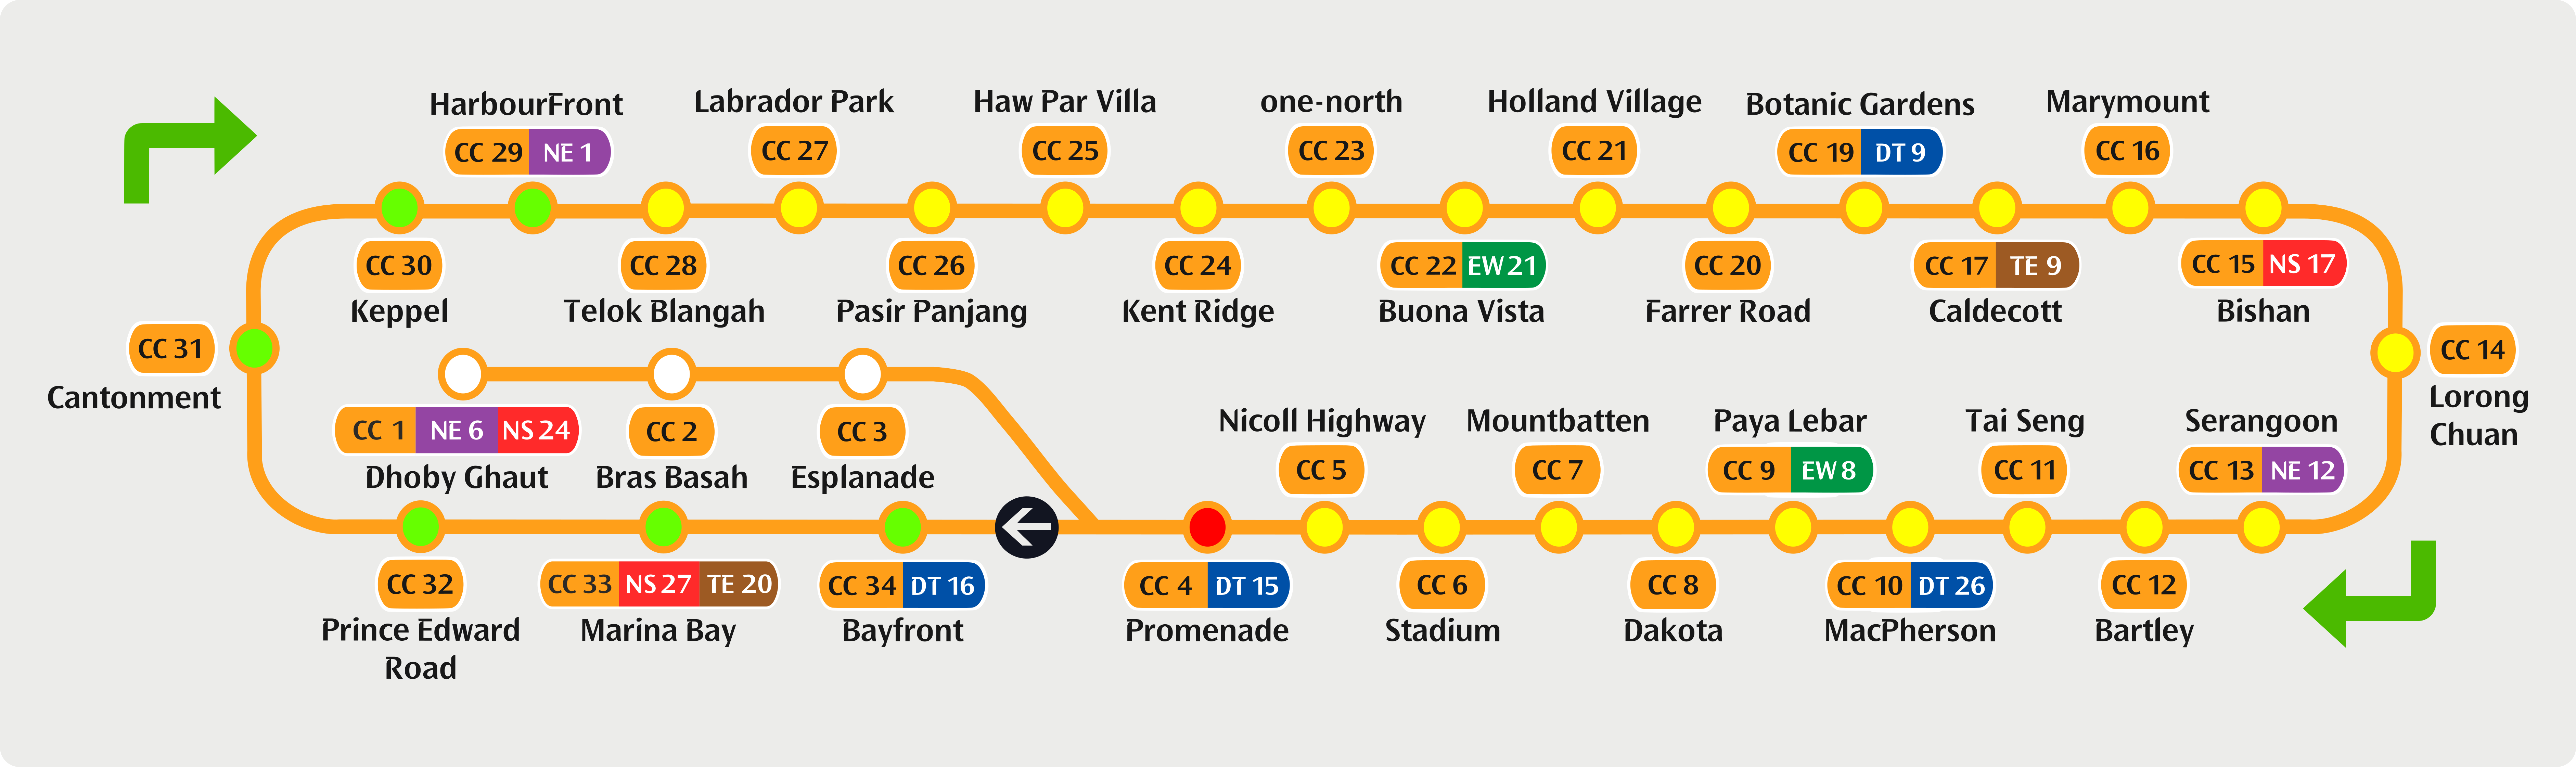 HarbourFront
CC 29 NE 1
Labrador Park
CC 27
Haw Par Villa
CC 25
one-north
CC 23
Holland Village
CC 21
Botanic Gardens
CC 19 DT 9
Marymount
CC 16
CC 30
Keppel
CC 28
Telok Blangah
CC 26
Pasir Panjang
CC 24
Kent Ridge
CC 22 EW 21
Buona Vista
CC 20
Farrer Road
CC 17 TE 9
Caldecott
CC 15 NS 17
Bishan
CC 31
Cantonment
CC 14
Lorong
Chuan
CC 1 NE 6 NS 24
Dhoby Ghaut
CC 2
Bras Basah
CC 3
Esplanade
Nicoll Highway
CC 5
Mountbatten
CC 7
Paya Lebar
CC 9 EW 8
Tai Seng
CC 11
Serangoon
CC 13 NE 12
CC 32
Prince Edward
Road
CC 33 NS 27 TE 20
Marina Bay
CC 34 DT 16
Bayfront
CC 4 DT 15
Promenade
CC 6
Stadium
CC 8
Dakota
CC 10 DT 26
MacPherson
CC 12
Bartley